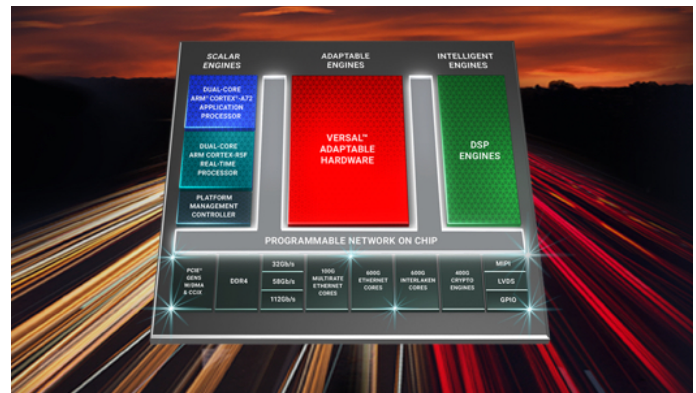 SCALAR
ENGINES
ADAPTABLE
ENGINES
INTELLIGENT
ENGINES
DUAL-CORE
ARM® CORTEX®-A72
APPLICATION
PROCESSOR
DUAL-CORE
ARM CORTEX-R5F
REAL-TIME
PROCESSOR
PLATFORM
MANAGEMENT
CONTROLLER
VERSAL™
ADAPTABLE
HARDWARE
DSP
ENGINES
PROGRAMMABLE NETWORK ON CHIP
PCIE®
GEN5
W/DMA
& CCIX
DDR4
32Gb/s
58Gb/s
112Gb/s
100G
MULTIRATE
ETHERNET
CORES
600G
ETHERNET
CORES
600G
INTERLAKEN
CORES
400G
CRYPTO
ENGINES
MIPI
LVDS
GPIO